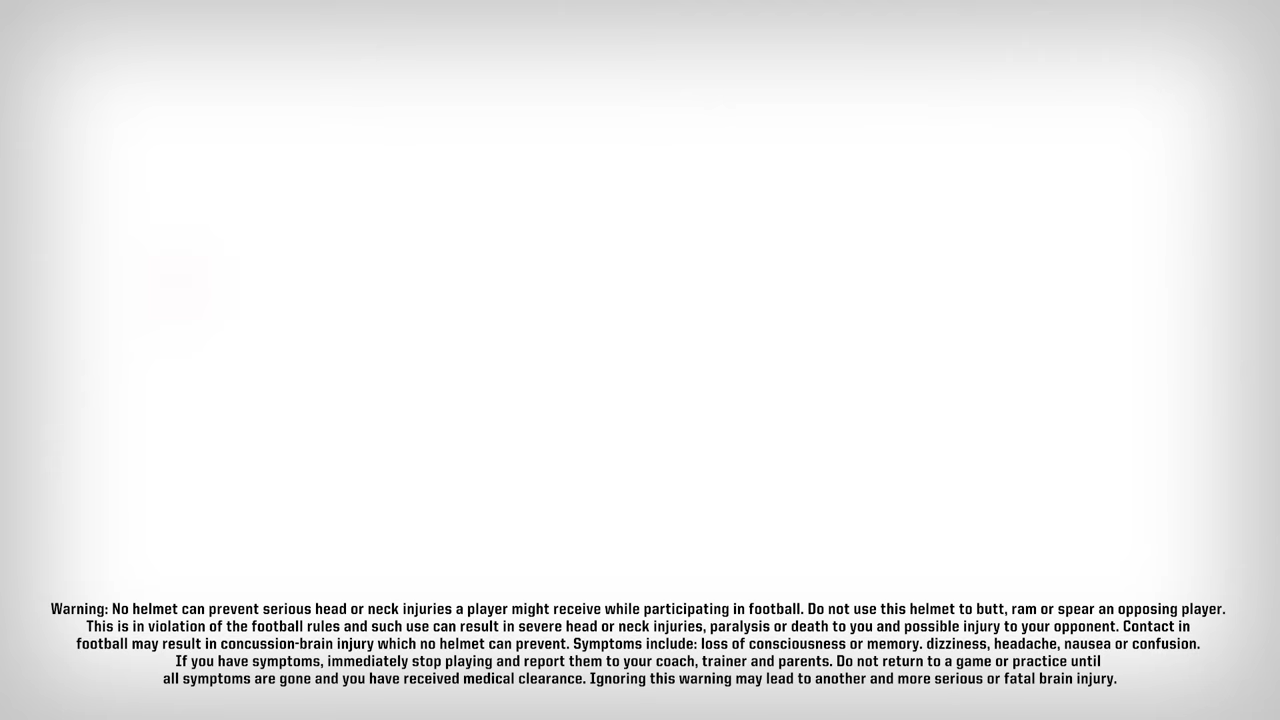 Warning: No helmet can prevent serious head or neck injuries a player might receive while participating in football. Do not use this helmet to butt, ram or spear an opposing player.
This is in violation of the football rules and such use can result in severe head or neck injuries, paralysis or death to you and possible injury to your opponent. Contact in
football may result in concussion-brain injury which no helmet can prevent. Symptoms include: loss of consciousness or memory. dizziness, headache, nausea or confusion.
If you have symptoms, immediately stop playing and report them to your coach, trainer and parents. Do not return to a game or practice until
all symptoms are gone and you have received medical clearance. Ignoring this warning may lead to another and more serious or fatal brain injury.